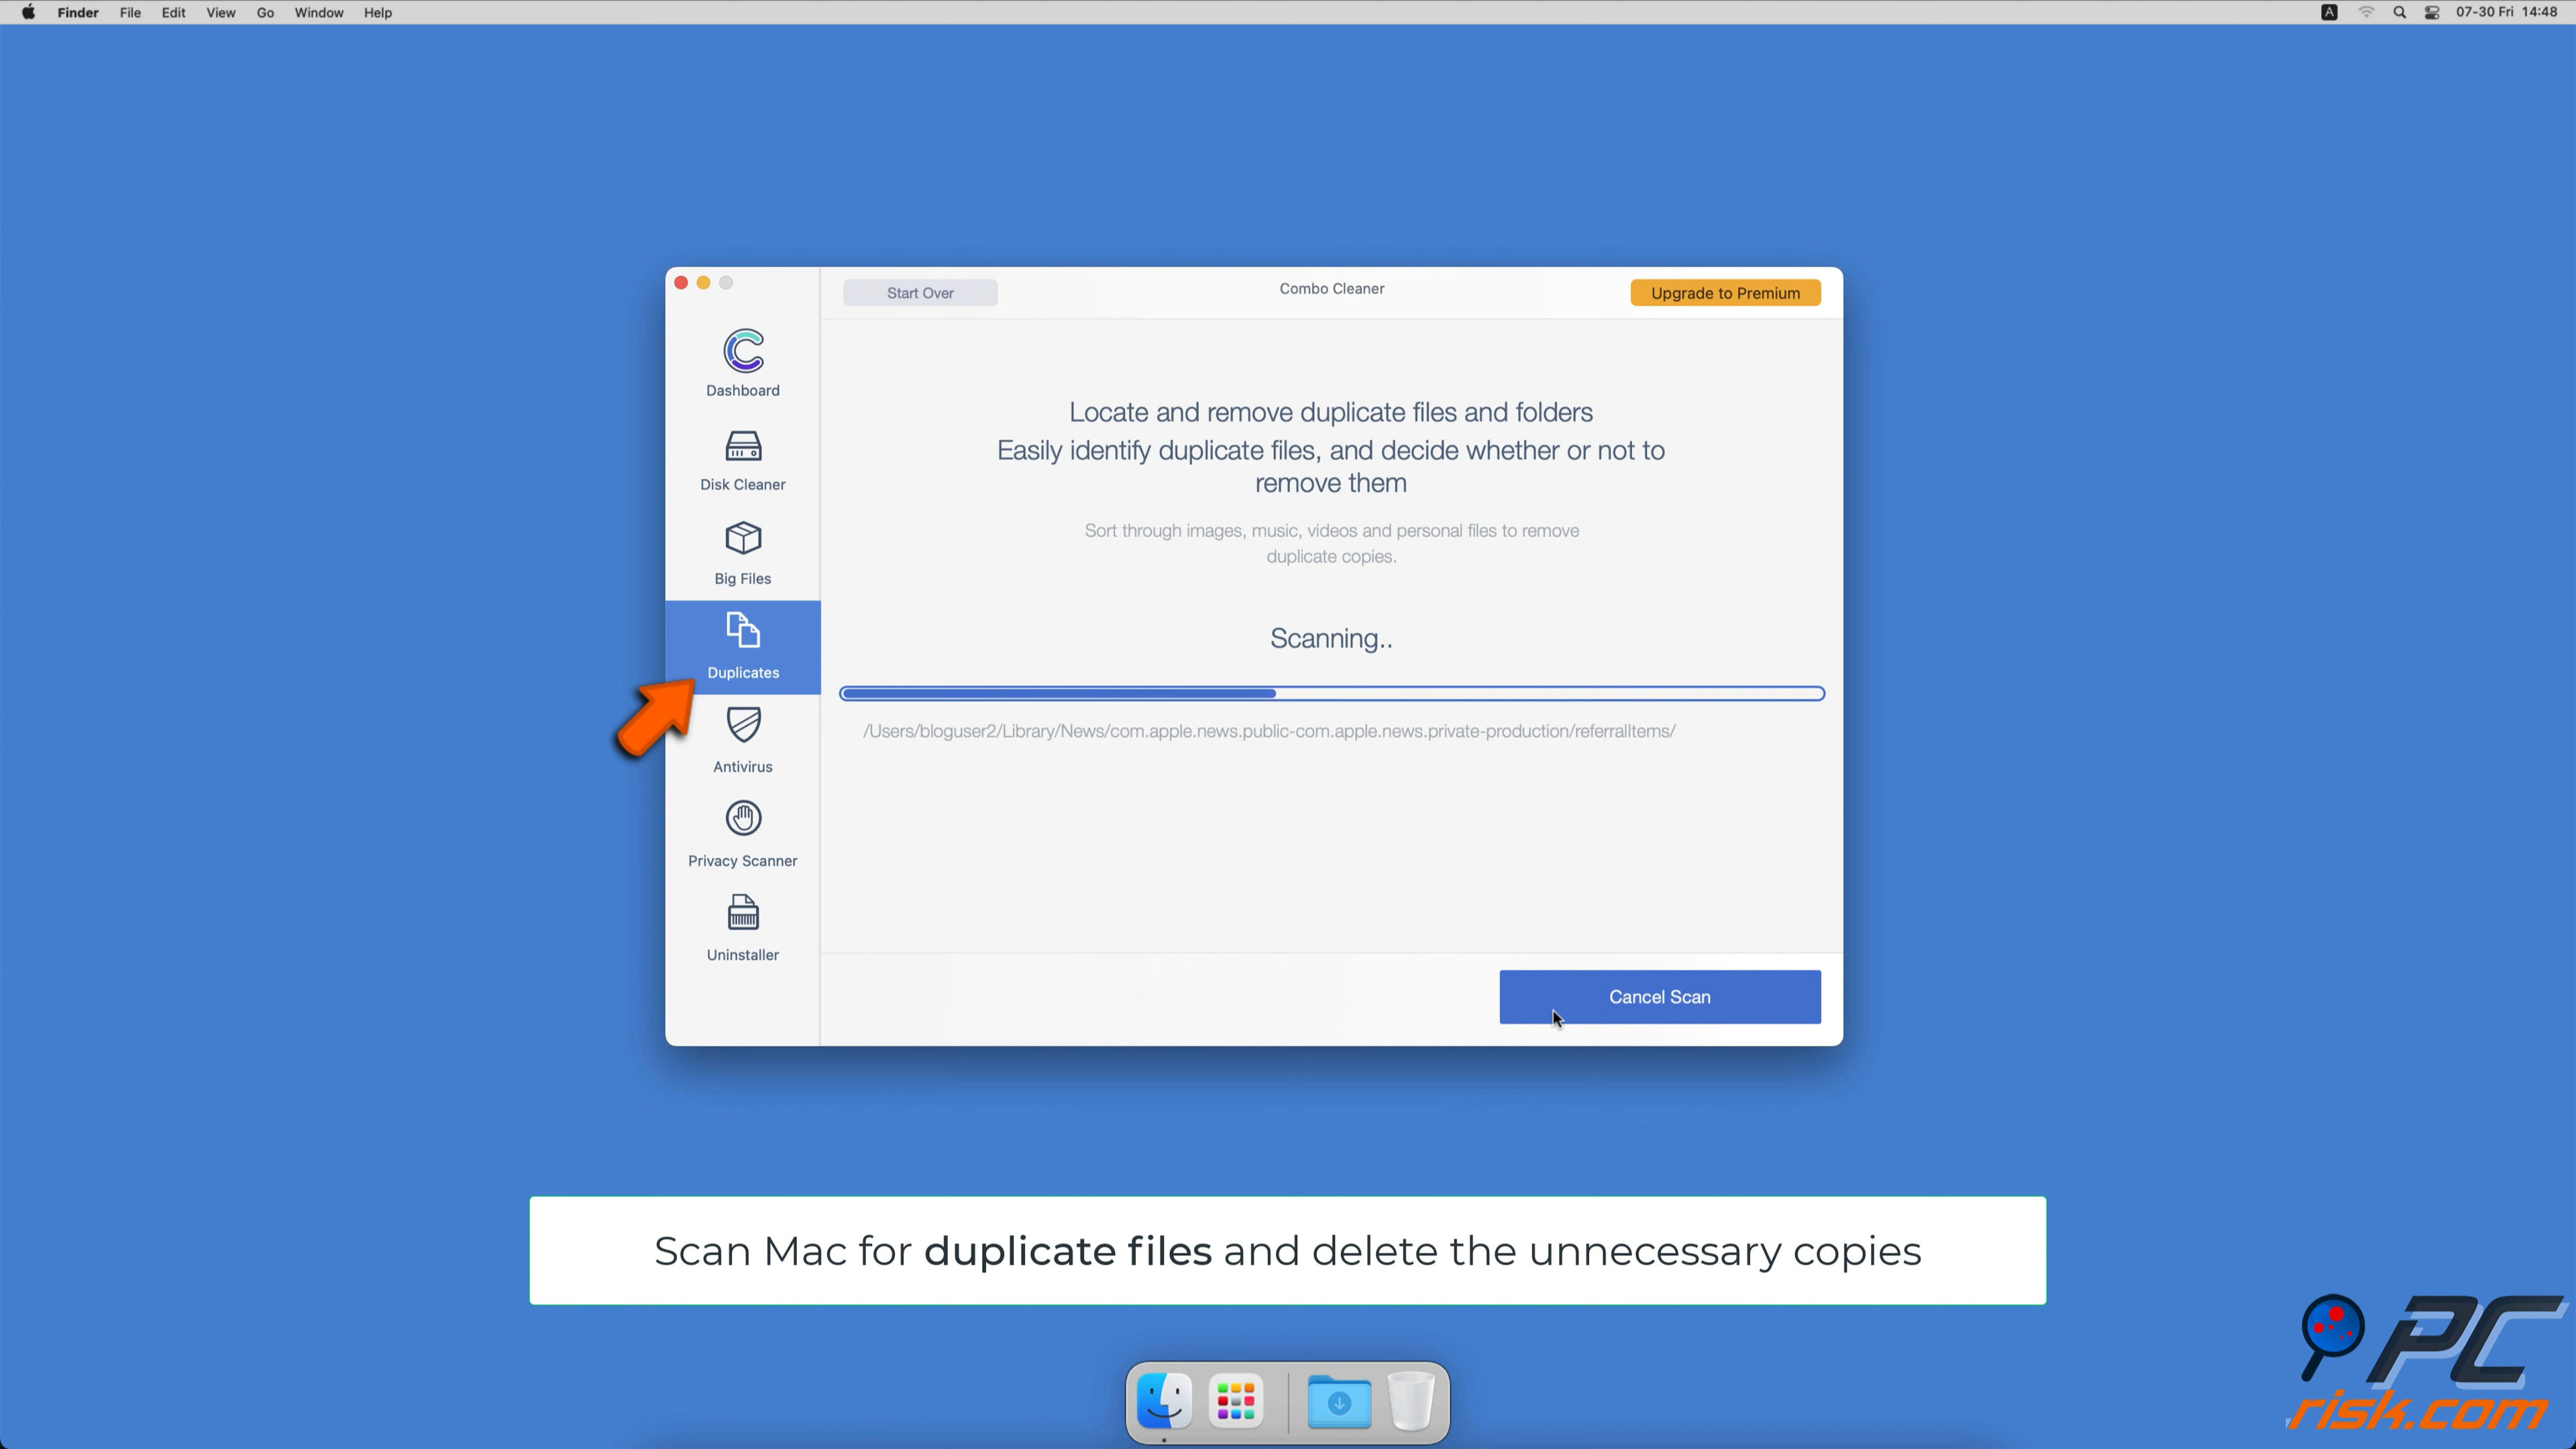 Finder File Edit View Go Window Help
A 07-30 Fri 14:48
Start Over
Combo Cleaner
Upgrade to Premium
Dashboard
Disk Cleaner
Big Files
Duplicates
Antivirus
Privacy Scanner
Uninstaller
Locate and remove duplicate files and folders
Easily identify duplicate files, and decide whether or not to
remove them
Sort through images, music, videos and personal files to remove
duplicate copies.
Scanning..
/Users/bloguser2/Library/News/com.apple.news.public-com.apple.news.private-production/referralItems/
Cancel Scan
Scan Mac for duplicate files and delete the unnecessary copies
PC
risk.com